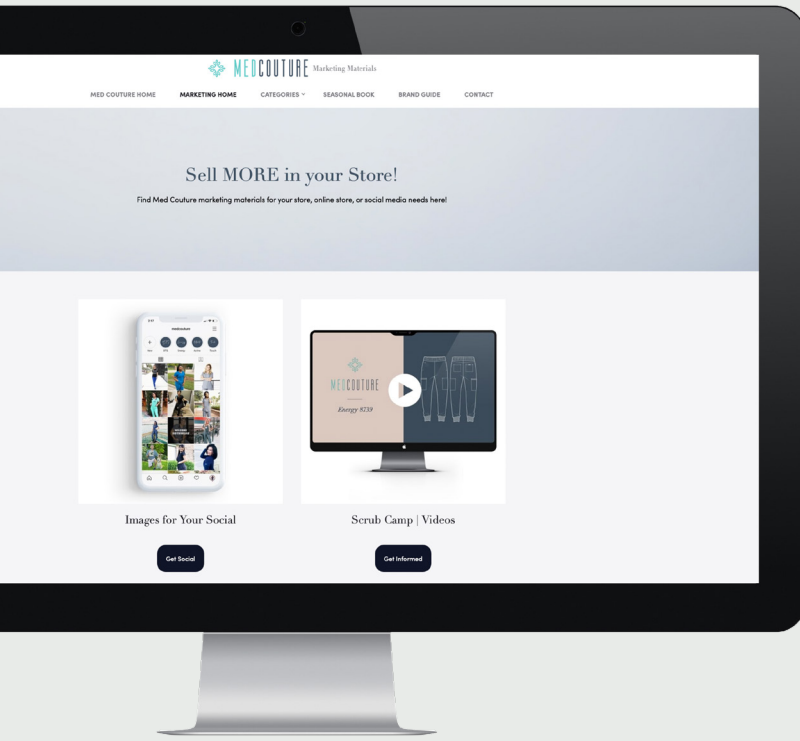 MEDCOUTURE Marketing Materials
MED COUTURE HOME MARKETING HOME CATEGORIES SEASONAL BOOK BRAND GUIDE CONTACT
Sell MORE in your Store!
Find Med Couture marketing materials for your store, online store, or social media needs here!
medcouture
MEDCOUTURE
Energy 8733
Images for Your Social
Scrub Camp | Videos
Get Social
Get Informed